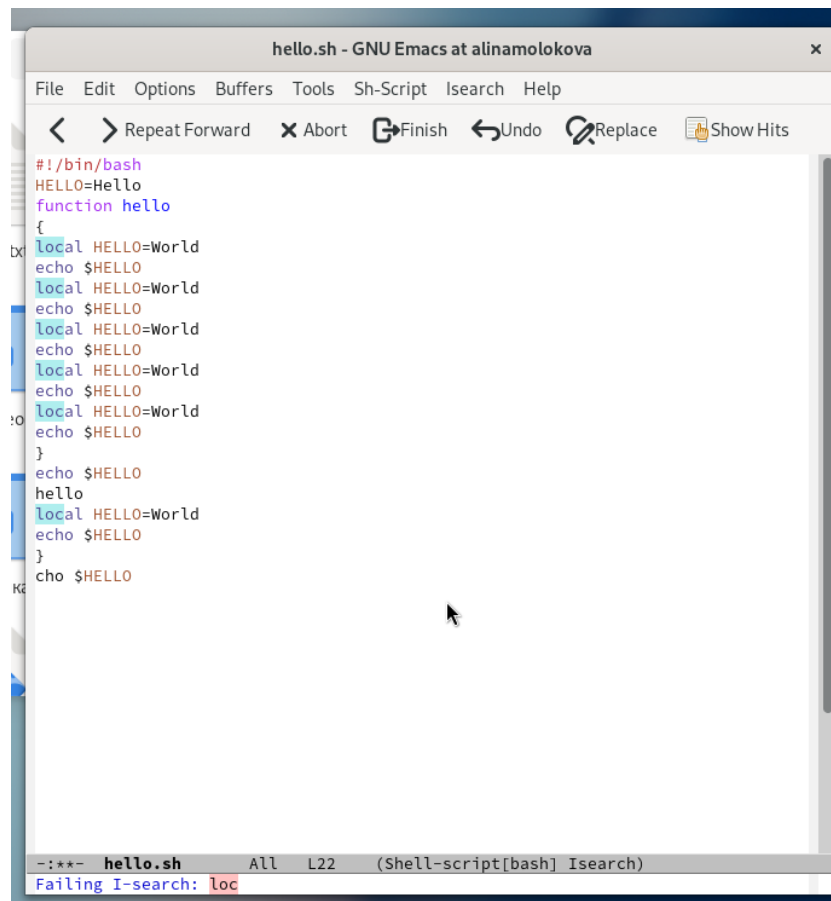 hello.sh - GNU Emacs at alinamolokova ×
File Edit Options Buffers Tools Sh-Script Isearch Help
Repeat Forward Abort Finish Undo Replace Show Hits
#!/bin/bash
HELLO=Hello
function hello
{
local HELLO=World
echo $HELLO
local HELLO=World
echo $HELLO
local HELLO=World
echo $HELLO
local HELLO=World
echo $HELLO
local HELLO=World
echo $HELLO
}
echo $HELLO
hello
local HELLO=World
echo $HELLO
}
cho $HELLO
-:**- hello.sh All L22 (Shell-script[bash] Isearch)
Failing I-search: loc